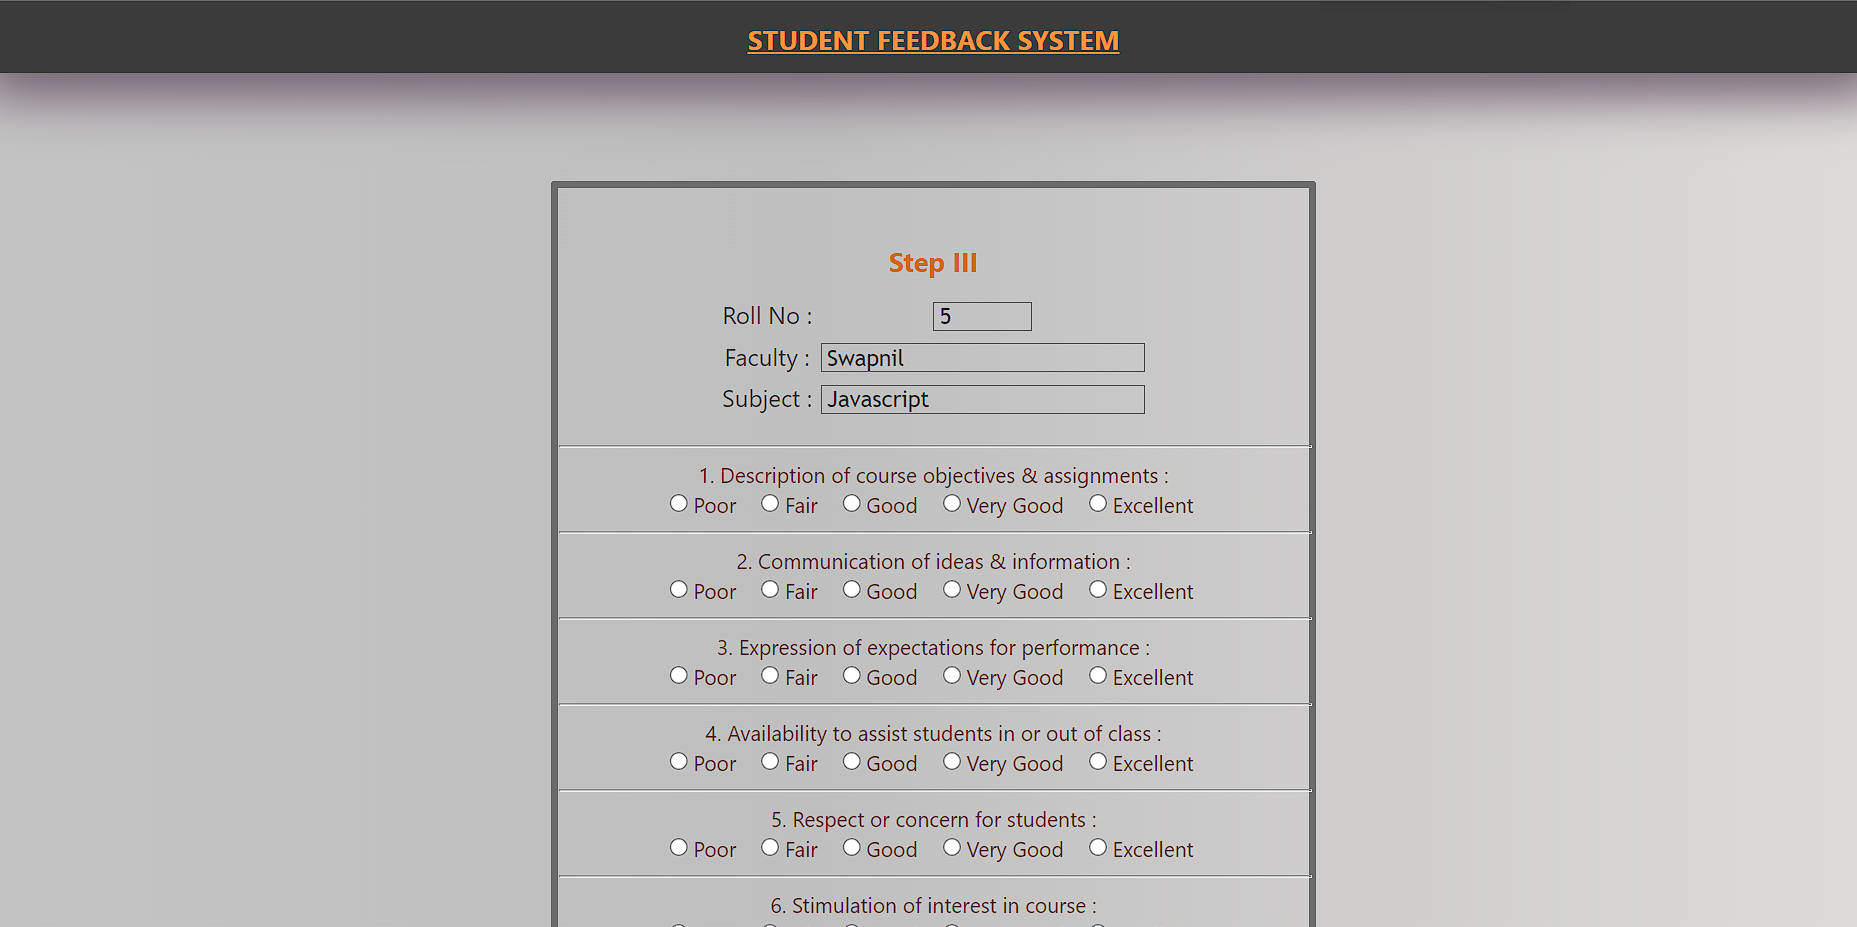 STUDENT FEEDBACK SYSTEM
Step III
Roll No : 5
Faculty : Swapnil
Subject : Javascript
1. Description of course objectives & assignments :
Poor Fair Good Very Good Excellent
2. Communication of ideas & information :
Poor Fair Good Very Good Excellent
3. Expression of expectations for performance :
Poor Fair Good Very Good Excellent
4. Availability to assist students in or out of class :
Poor Fair Good Very Good Excellent
5. Respect or concern for students :
Poor Fair Good Very Good Excellent
6. Stimulation of interest in course :